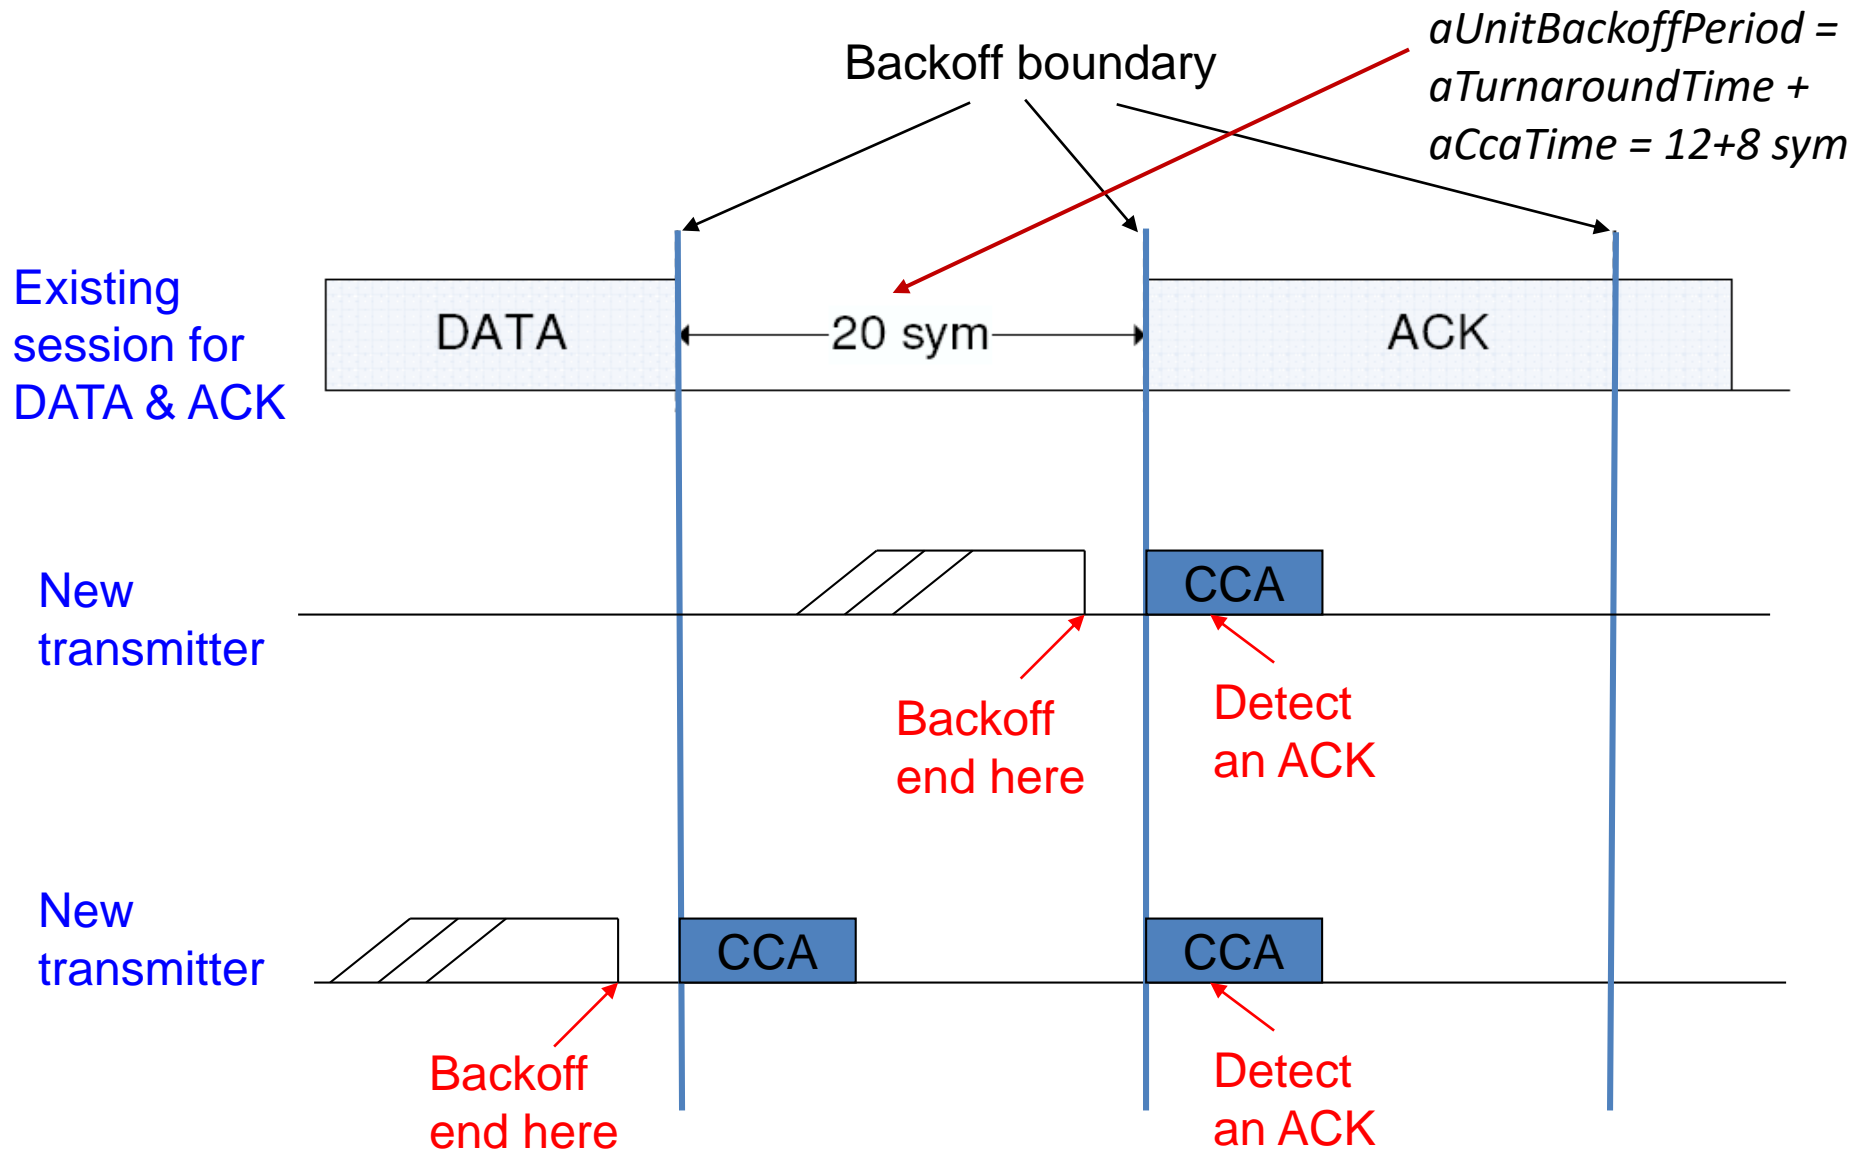 Backoff boundary
aUnitBackoffPeriod =
aTurnaroundTime +
aCcaTime = 12+8 sym
Existing
session for
DATA & ACK
DATA
20 sym
ACK
New
transmitter
CCA
Backoff
end here
Detect
an ACK
New
transmitter
CCA
CCA
Backoff
end here
Detect
an ACK